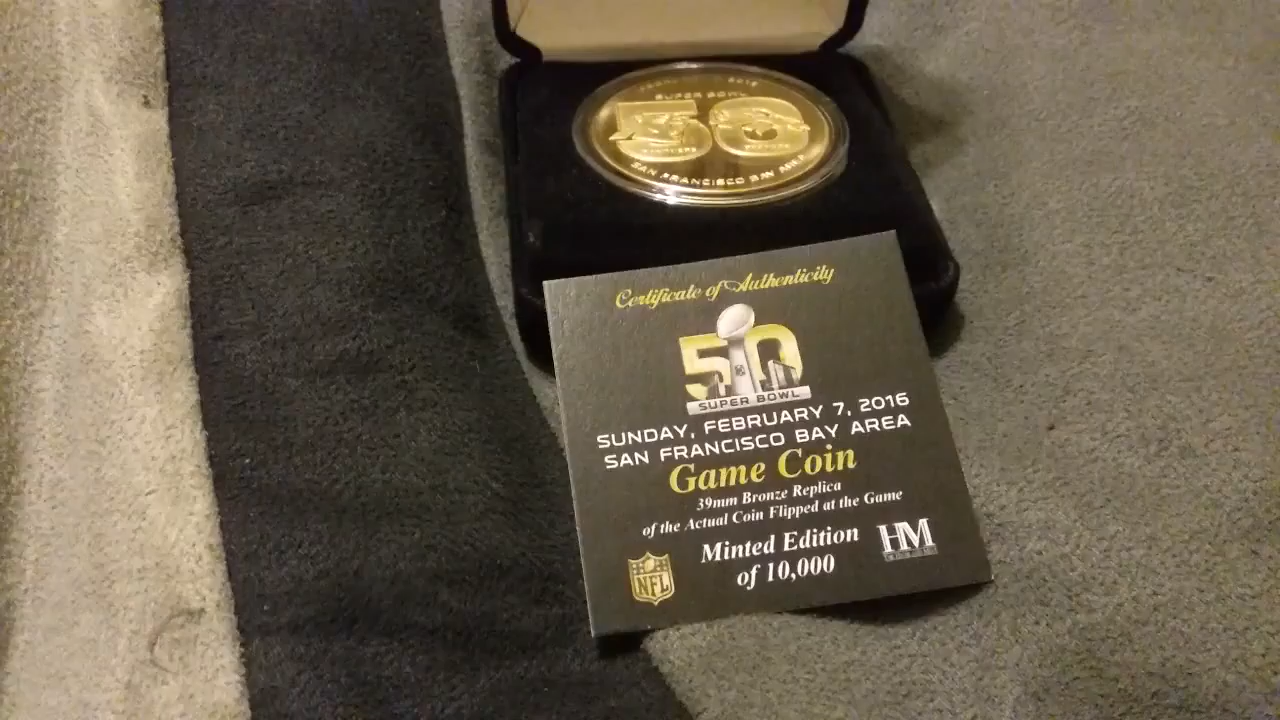 2016
SUPER BOWL
50
PANTHERS
SAN FRANCISCO BAY AREA
Certificate of Authenticity
50
SUPER BOWL
SUNDAY, FEBRUARY 7, 2016
SAN FRANCISCO BAY AREA
Game Coin
39mm Bronze Replica
of the Actual Coin Flipped at the Game
Minted Edition
of 10,000
NFL
HM